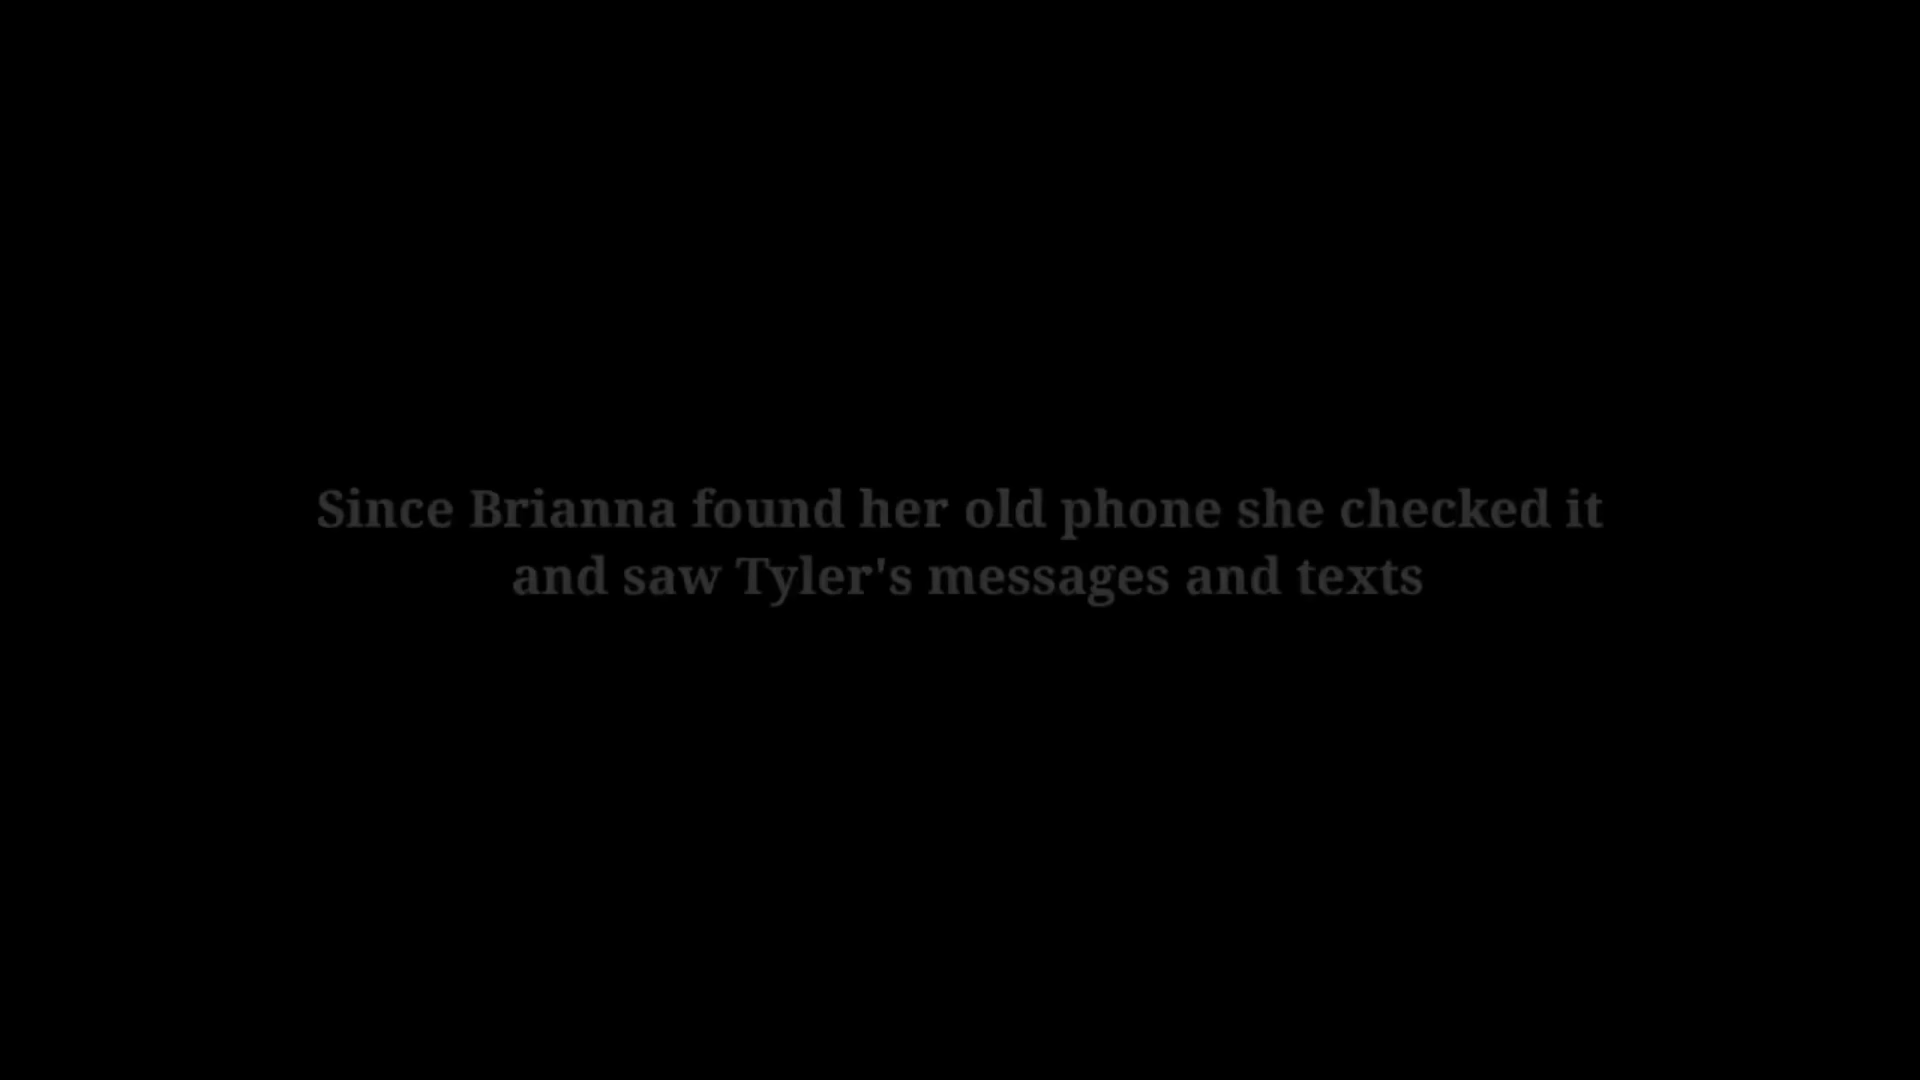 Since Brianna found her old phone she checked it
and saw Tyler's messages and texts